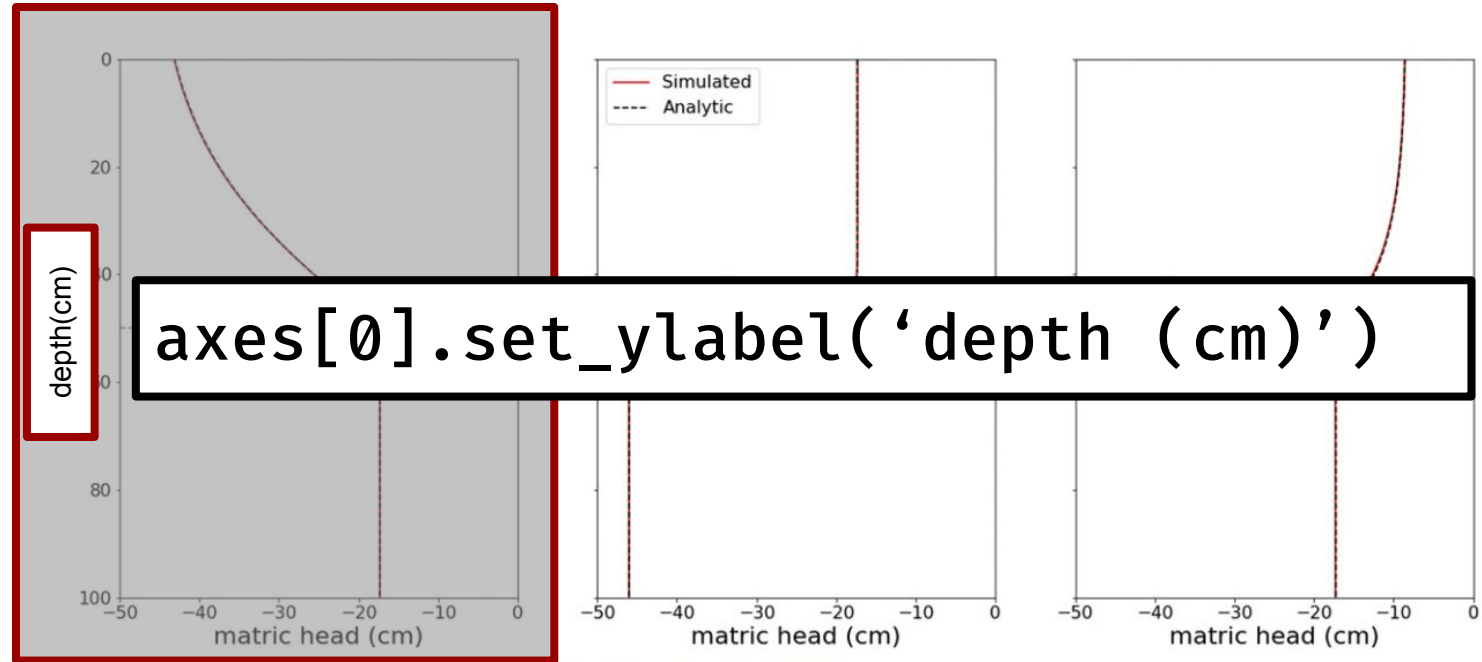 0
20
40
60
80
100
depth(cm)
Simulated
Analytic
axes[0].set_ylabel(‘depth (cm)’)
−50 −40 −30 −20 −10 0
−50 −40 −30 −20 −10 0
−50 −40 −30 −20 −10 0
matric head (cm)
matric head (cm)
matric head (cm)